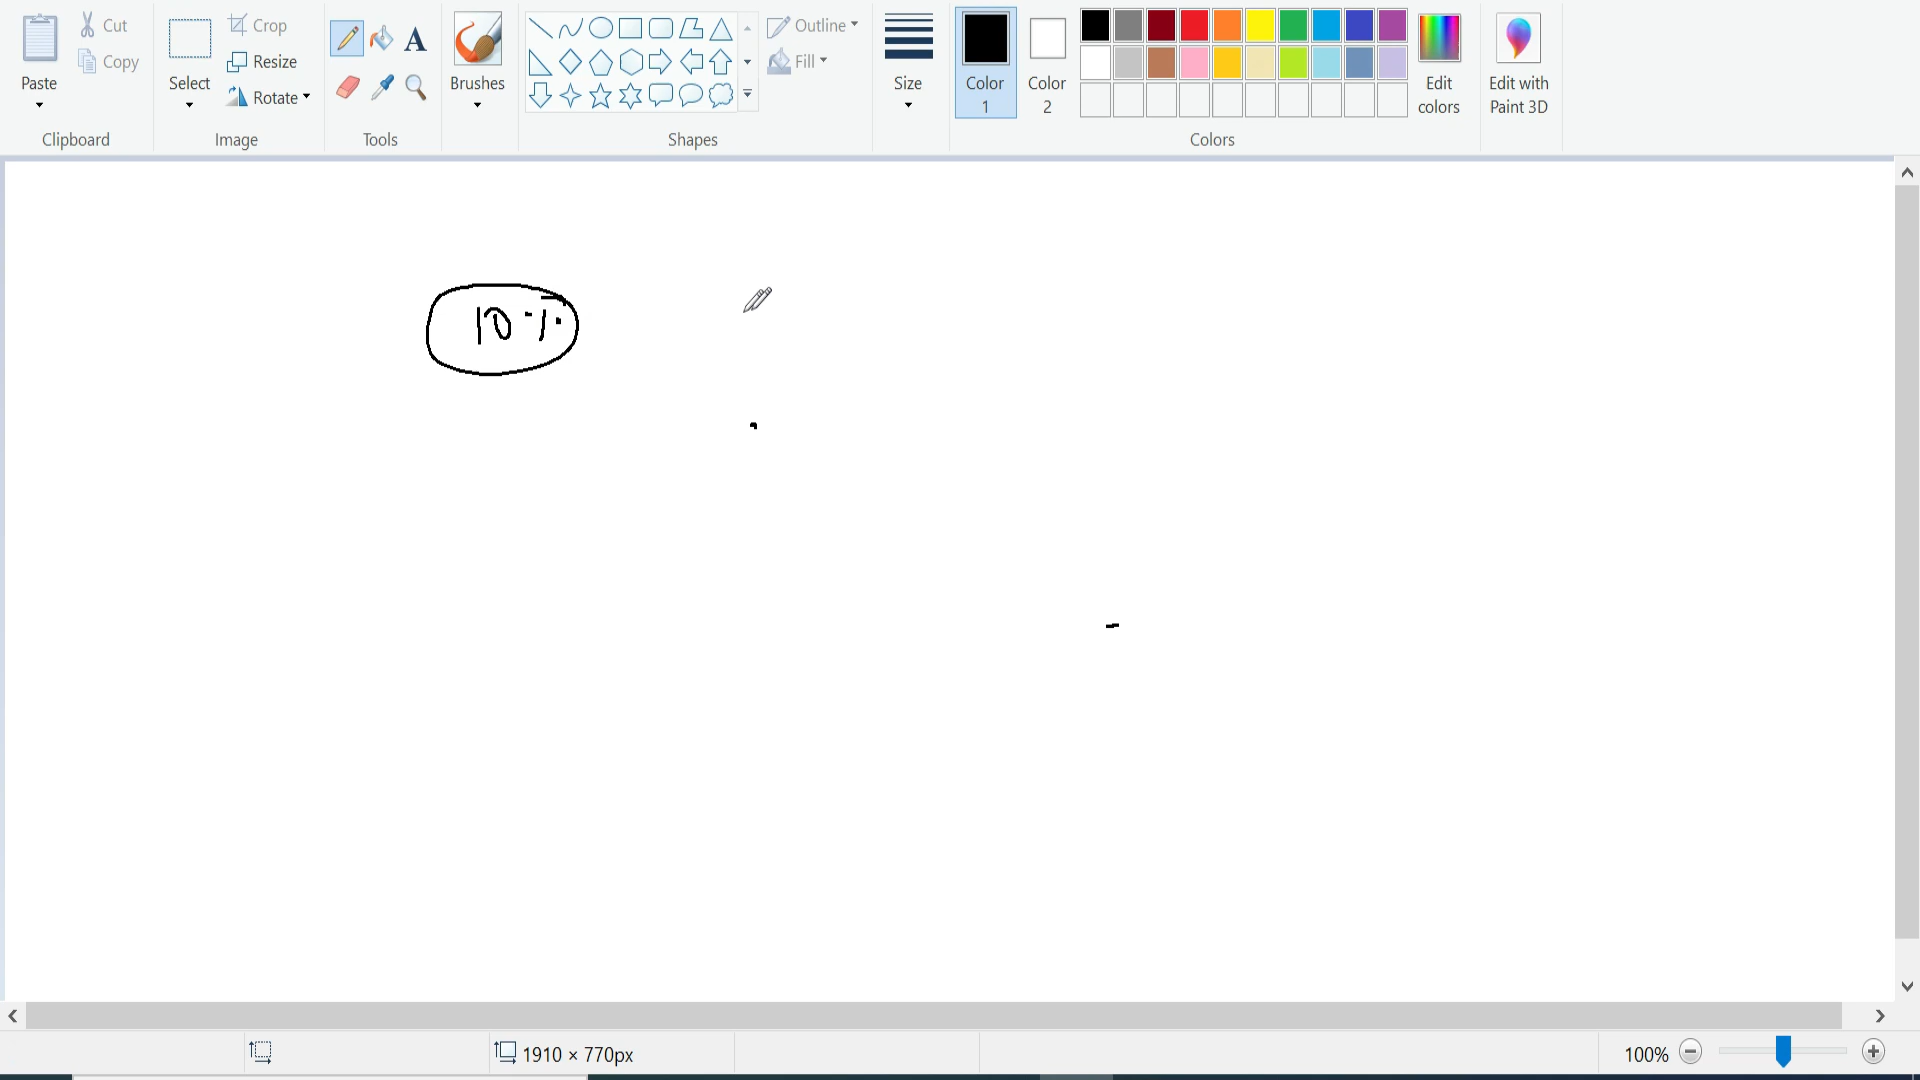 Paste
Clipboard
Cut
Copy
Select
Crop
Resize
Rotate
Image
A
Tools
Brushes
Shapes
Outline
Fill
Size
Color 1
Color 2
Colors
Edit colors
Edit with Paint 3D
10%
1910 × 770px
100%